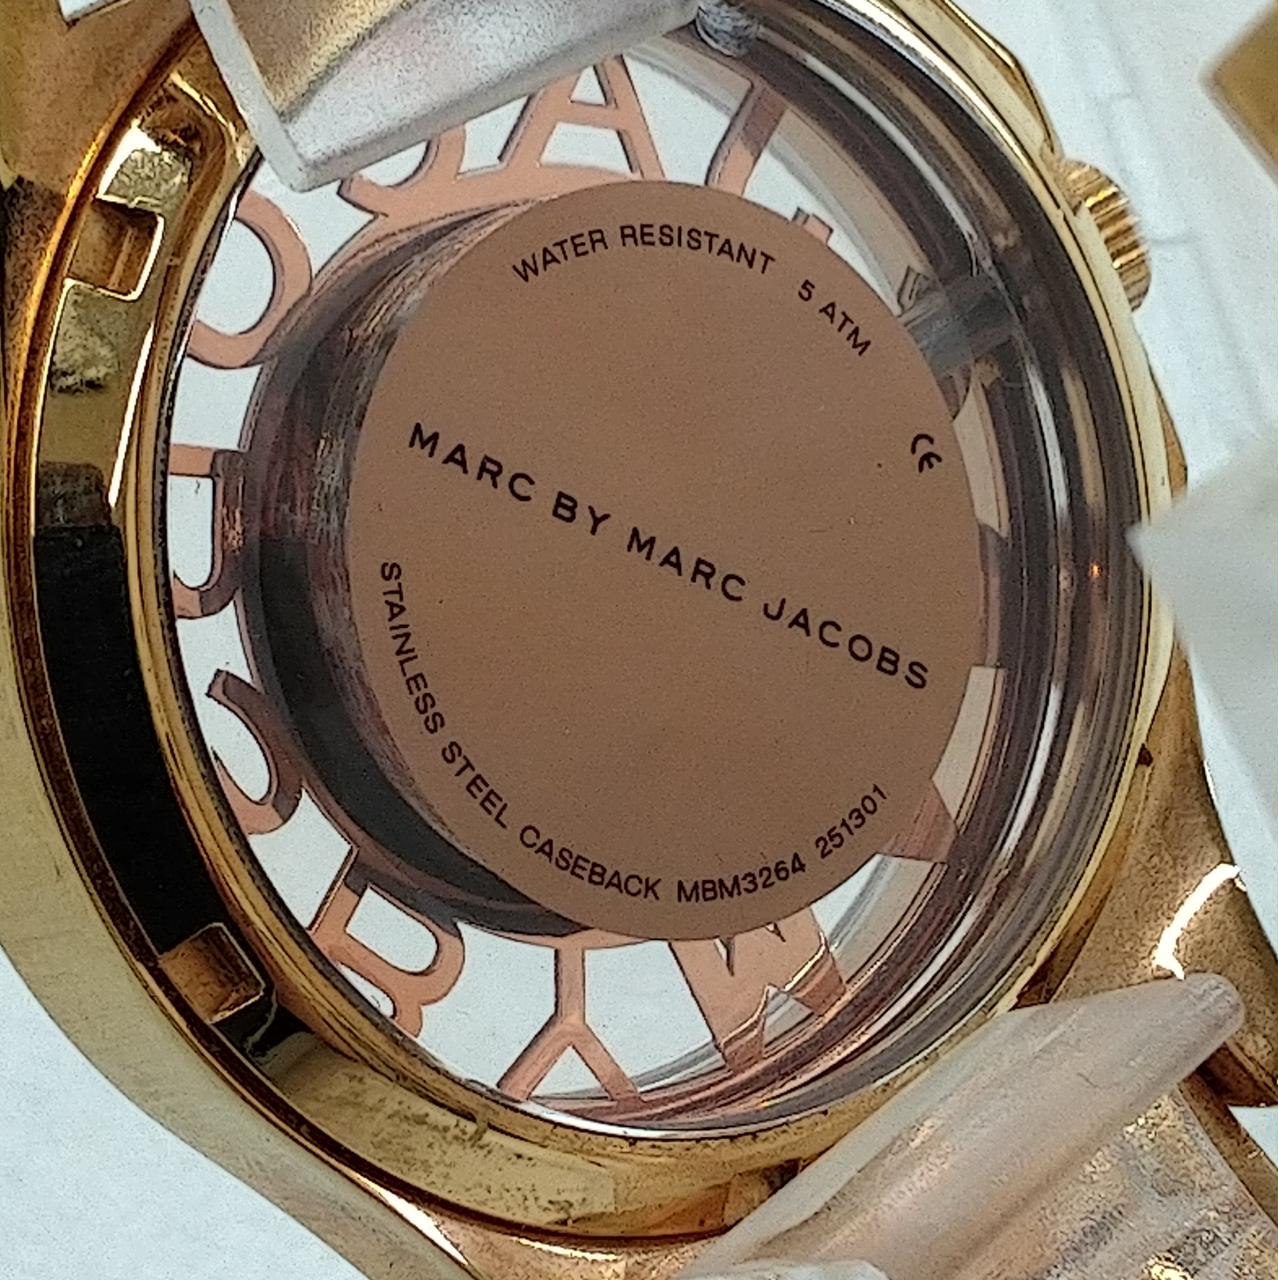 WATER RESISTANT 5 ATM
CE
MARC BY MARC JACOBS
STAINLESS STEEL CASEBACK MBM3264 251301